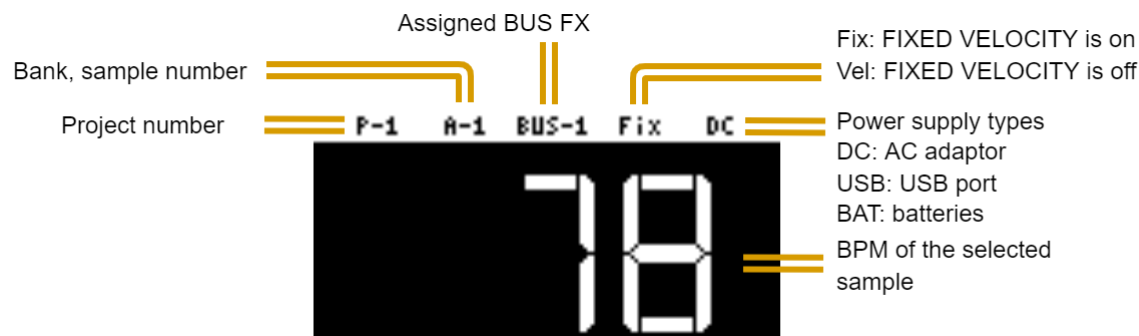 Assigned BUS FX
Bank, sample number
Project number
Fix: FIXED VELOCITY is on
Vel: FIXED VELOCITY is off
P-1 A-1 BUS-1 Fix DC
Power supply types
DC: AC adaptor
USB: USB port
BAT: batteries
78
BPM of the selected
sample